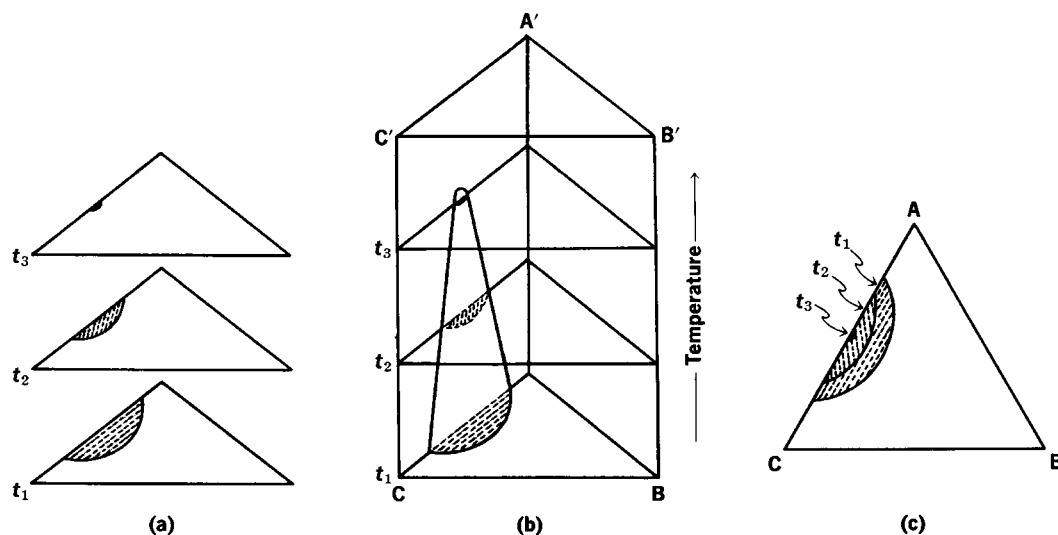 t₃
t₂
t₁
(a)
A′
C′ B′
t₃
t₂
t₁
C B
Temperature
(b)
A
t₁
t₂
t₃
C B
(c)